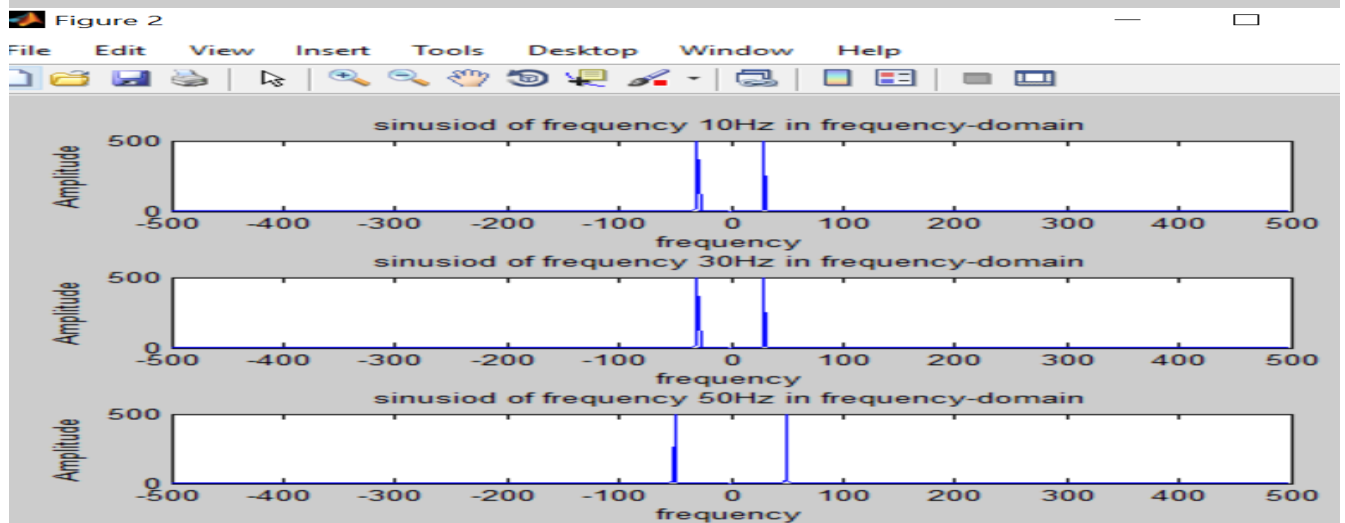 Figure 2
File Edit View Insert Tools Desktop Window Help
sinusiod of frequency 10Hz in frequency-domain
500
Amplitude
0
-500 -400 -300 -200 -100 0 100 200 300 400 500
frequency
sinusiod of frequency 30Hz in frequency-domain
500
Amplitude
0
-500 -400 -300 -200 -100 0 100 200 300 400 500
frequency
sinusiod of frequency 50Hz in frequency-domain
500
Amplitude
0
-500 -400 -300 -200 -100 0 100 200 300 400 500
frequency